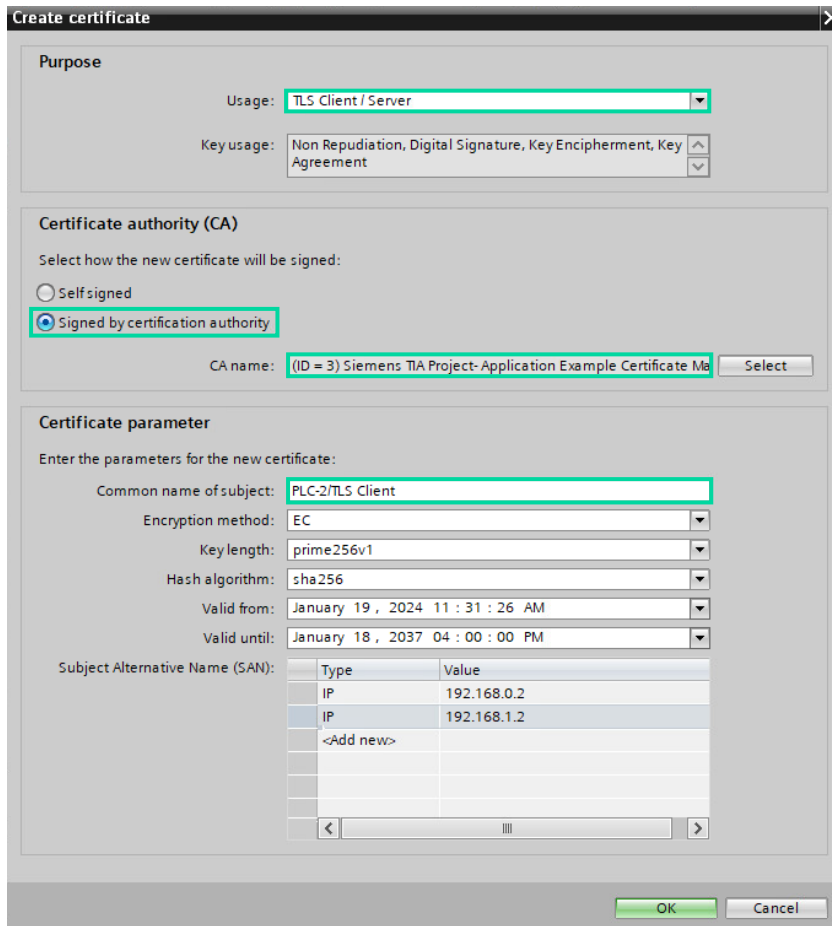 Create certificate
Purpose
Usage: TLS Client / Server
Key usage: Non Repudiation, Digital Signature, Key Encipherment, Key
Agreement
Certificate authority (CA)
Select how the new certificate will be signed:
Self signed
Signed by certification authority
CA name: (ID = 3) Siemens TIA Project- Application Example Certificate Ma Select
Certificate parameter
Enter the parameters for the new certificate:
Common name of subject: PLC-2/TLS Client
Encryption method: EC
Key length: prime256v1
Hash algorithm: sha256
Valid from: January 19 , 2024 11 : 31 : 26 AM
Valid until: January 18 , 2037 04 : 00 : 00 PM
Subject Alternative Name (SAN): Type Value
IP 192.168.0.2
IP 192.168.1.2
<Add new>
OK Cancel